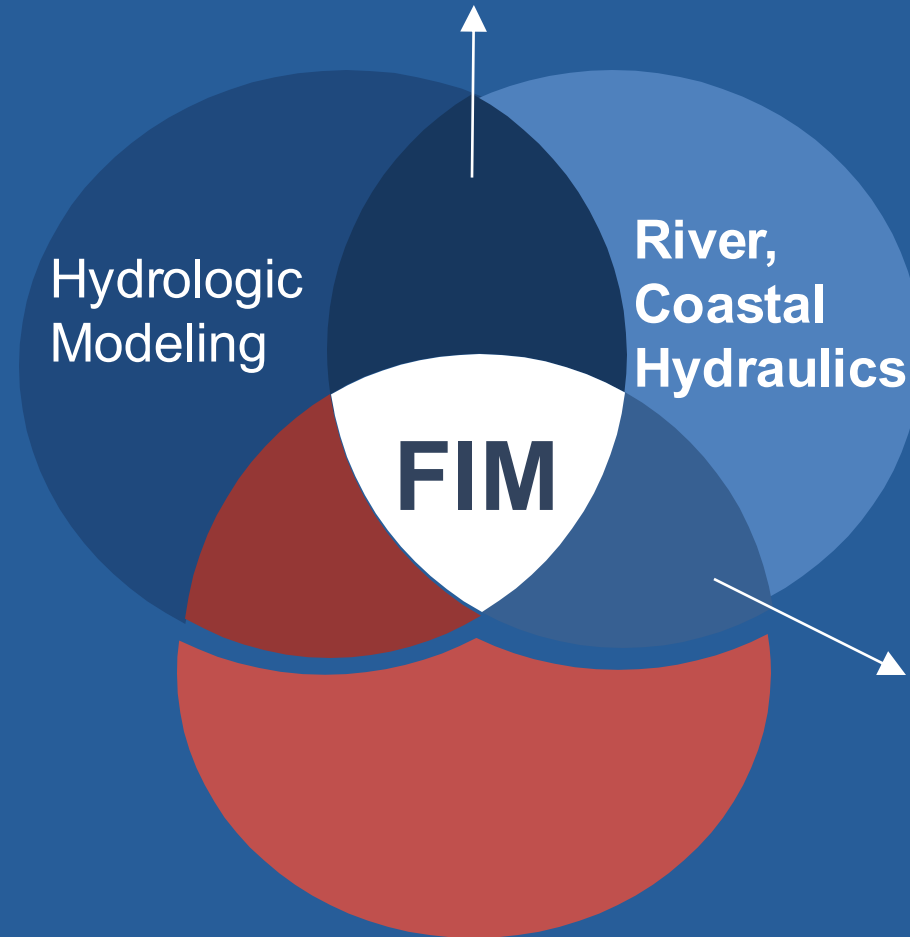 Hydrologic
Modeling
River,
Coastal
Hydraulics
FIM